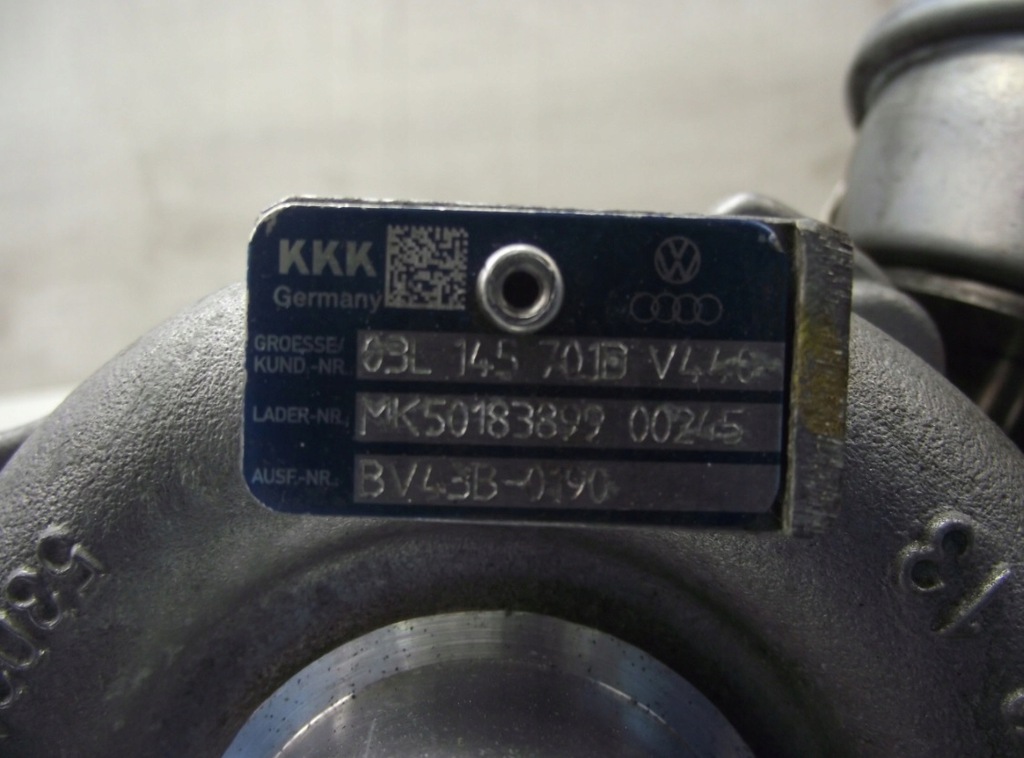 KKK
Germany
GROESSE/
KUND.-NR.
03L 145 701B V440
LADER-NR.:
MK50183899 00245
AUSF.-NR.:
BV43B-0190